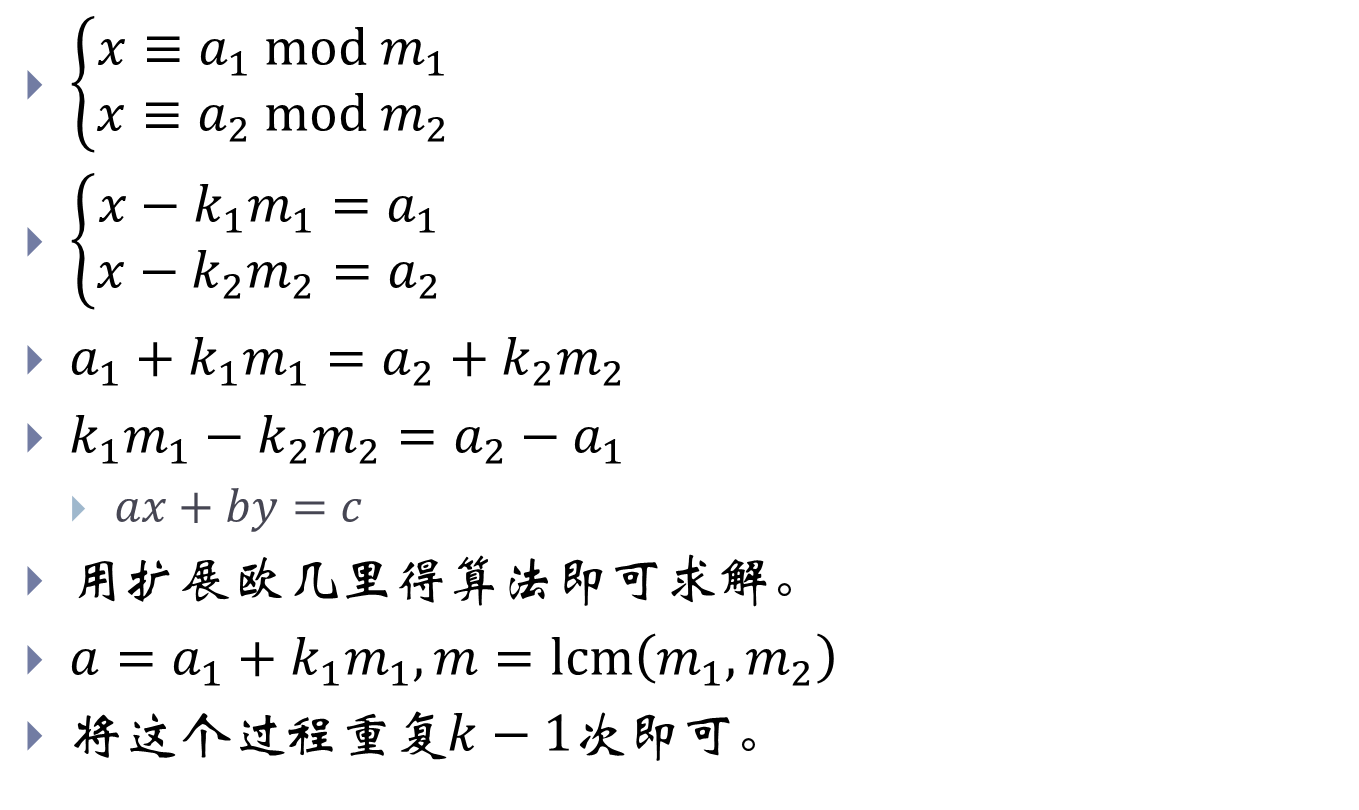 x ≡ a₁ mod m₁
x ≡ a₂ mod m₂
x − k₁m₁ = a₁
x − k₂m₂ = a₂
a₁ + k₁m₁ = a₂ + k₂m₂
k₁m₁ − k₂m₂ = a₂ − a₁
ax + by = c
用扩展欧几里得算法即可求解。
a = a₁ + k₁m₁, m = lcm(m₁, m₂)
将这个过程重复k − 1次即可。